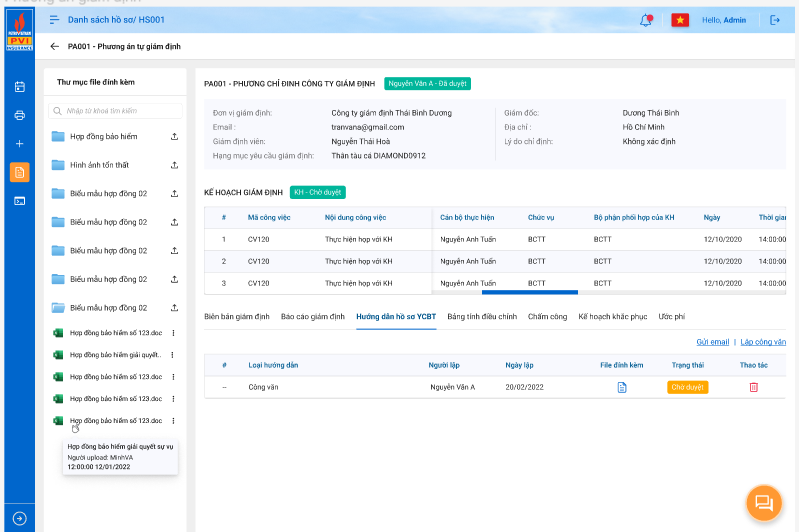 Phương án giám định
PETROVIETNAM
PVI
INSURANCE
Danh sách hồ sơ/ HS001
Hello, Admin
PA001 - Phương án tự giám định
Thư mục file đính kèm
Nhập từ khoá tìm kiếm
Hợp đồng bảo hiểm
Hình ảnh tổn thất
Biểu mẫu hợp đồng 02
Biểu mẫu hợp đồng 02
Biểu mẫu hợp đồng 02
Biểu mẫu hợp đồng 02
Biểu mẫu hợp đồng 02
Hợp đồng bảo hiểm số 123.doc
Hợp đồng bảo hiểm giải quyết..
Hợp đồng bảo hiểm số 123.doc
Hợp đồng bảo hiểm số 123.doc
Hợp đồng bảo hiểm số 123.doc
Hợp đồng bảo hiểm giải quyết sự vụ
Người upload: MinhVA
12:00:00 12/01/2022
PA001 - PHƯƠNG CHỈ ĐỊNH CÔNG TY GIÁM ĐỊNH Nguyễn Văn A - Đã duyệt
Đơn vị giám định: Công ty giám định Thái Bình Dương Giám đốc: Dương Thái Bình
Email : tranvana@gmail.com Địa chỉ : Hồ Chí Minh
Giám định viên: Nguyễn Thái Hoà Lý do chỉ định: Không xác định
Hạng mục yêu cầu giám định: Thân tàu cá DIAMOND0912
KẾ HOẠCH GIÁM ĐỊNH KH - Chờ duyệt
# Mã công việc Nội dung công việc Cán bộ thực hiện Chức vụ Bộ phận phối hợp của KH Ngày Thời gian
1 CV120 Thực hiện họp với KH Nguyễn Anh Tuấn BCTT BCTT 12/10/2020 14:00:00
2 CV120 Thực hiện họp với KH Nguyễn Anh Tuấn BCTT BCTT 12/10/2020 14:00:00
3 CV120 Thực hiện họp với KH Nguyễn Anh Tuấn BCTT BCTT 12/10/2020 14:00:00
Biên bản giám định Báo cáo giám định Hướng dẫn hồ sơ YCBT Bảng tính điều chỉnh Chấm công Kế hoạch khắc phục Ước phí
Gửi email | Lập công văn
# Loại hướng dẫn Người lập Ngày lập File đính kèm Trạng thái Thao tác
-- Công văn Nguyễn Văn A 20/02/2022 Chờ duyệt